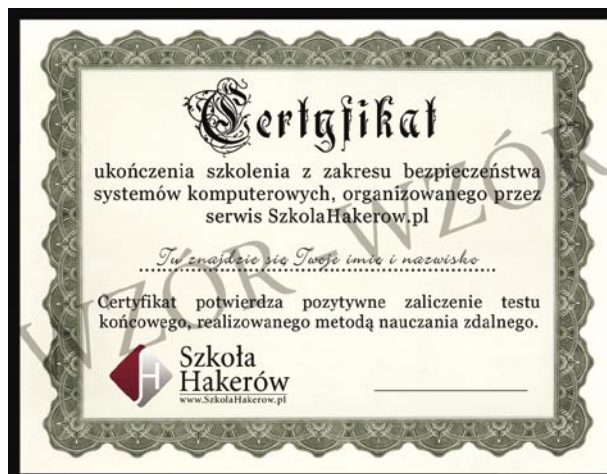 Certyfikat
ukończenia szkolenia z zakresu bezpieczeństwa
systemów komputerowych, organizowanego przez
serwis SzkolaHakerow.pl
Tu znajdzie się Twoje imię i nazwisko
Certyfikat potwierdza pozytywne zaliczenie testu
końcowego, realizowanego metodą nauczania zdalnego.
Szkoła
Hakerów
www.SzkolaHakerow.pl
WZÓR WZÓR